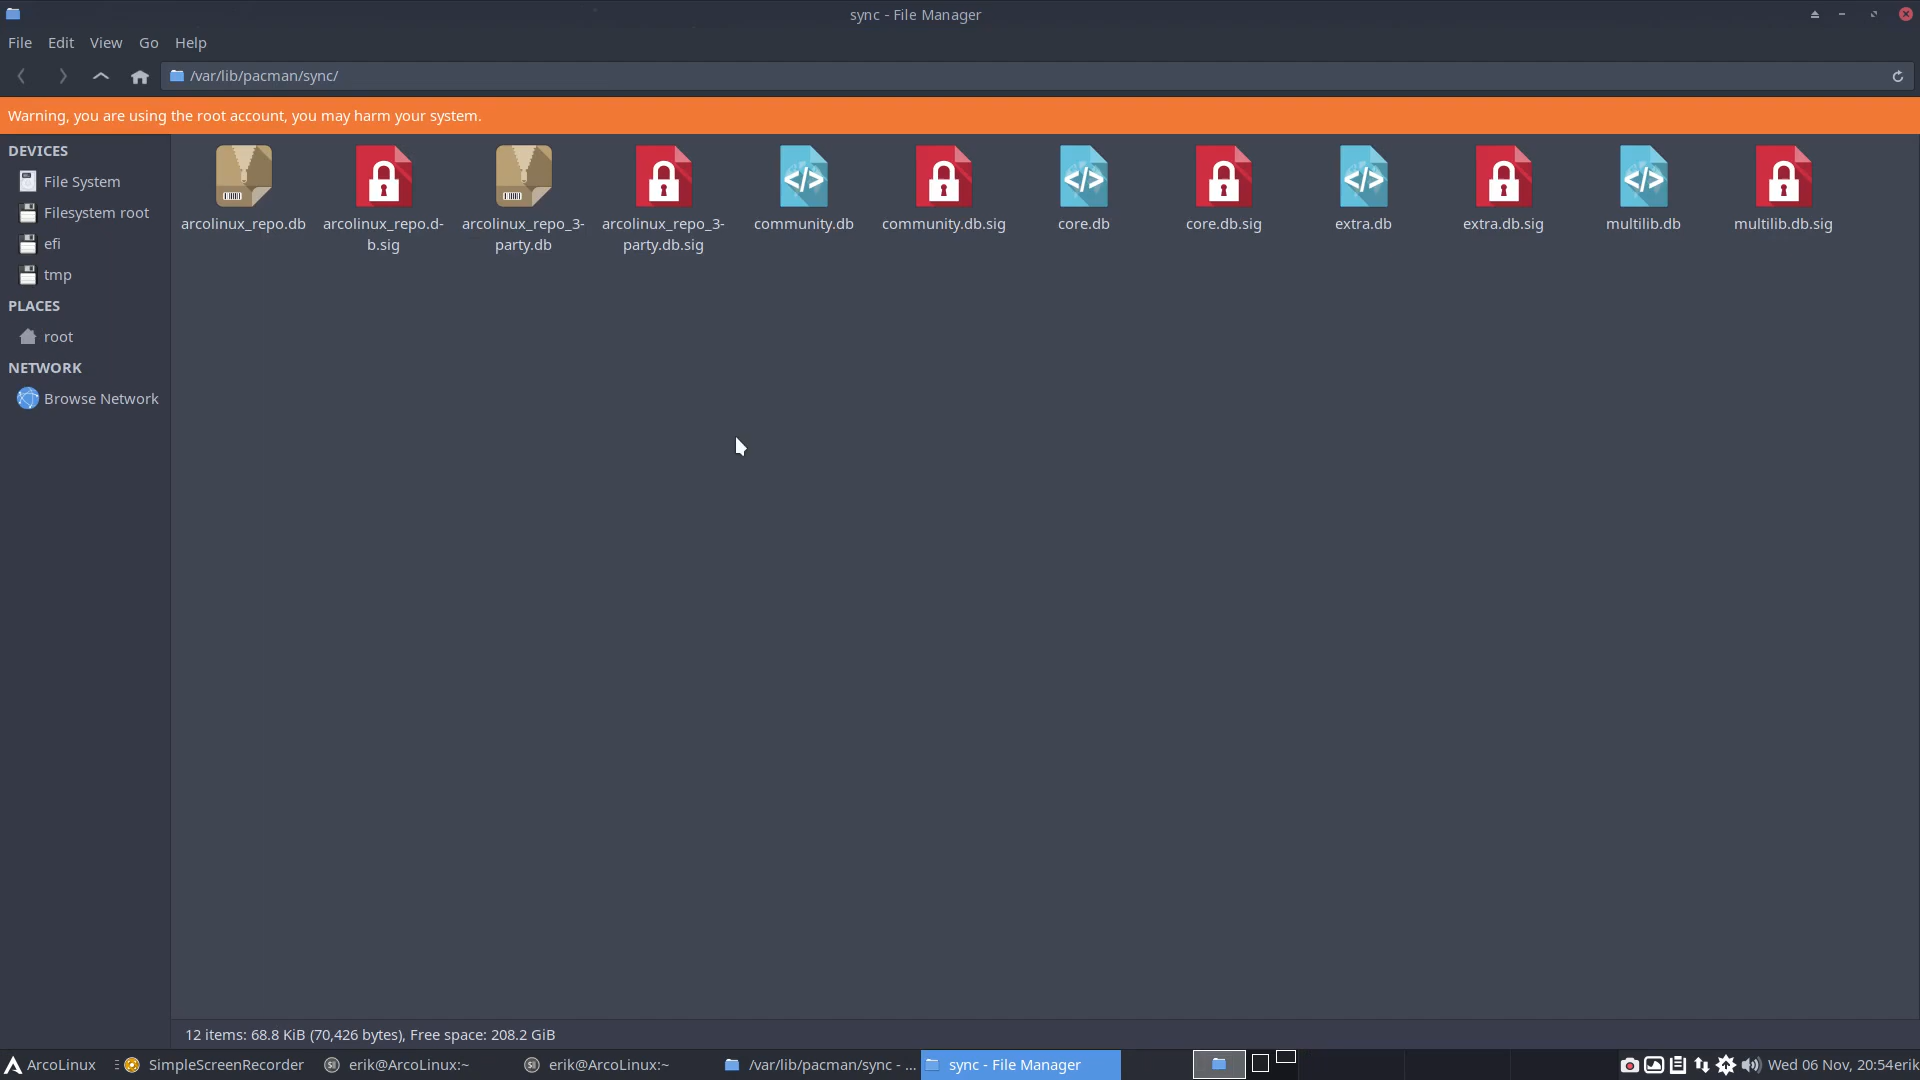 sync - File Manager
File Edit View Go Help
/var/lib/pacman/sync/
Warning, you are using the root account, you may harm your system.
DEVICES
File System
Filesystem root
efi
tmp
PLACES
root
NETWORK
Browse Network
arcolinux_repo.db
arcolinux_repo.d-
b.sig
arcolinux_repo_3-
party.db
arcolinux_repo_3-
party.db.sig
community.db
community.db.sig
core.db
core.db.sig
extra.db
extra.db.sig
multilib.db
multilib.db.sig
12 items: 68.8 KiB (70,426 bytes), Free space: 208.2 GiB
ArcoLinux SimpleScreenRecorder erik@ArcoLinux:~ erik@ArcoLinux:~ /var/lib/pacman/sync - ... sync - File Manager Wed 06 Nov, 20:54erik